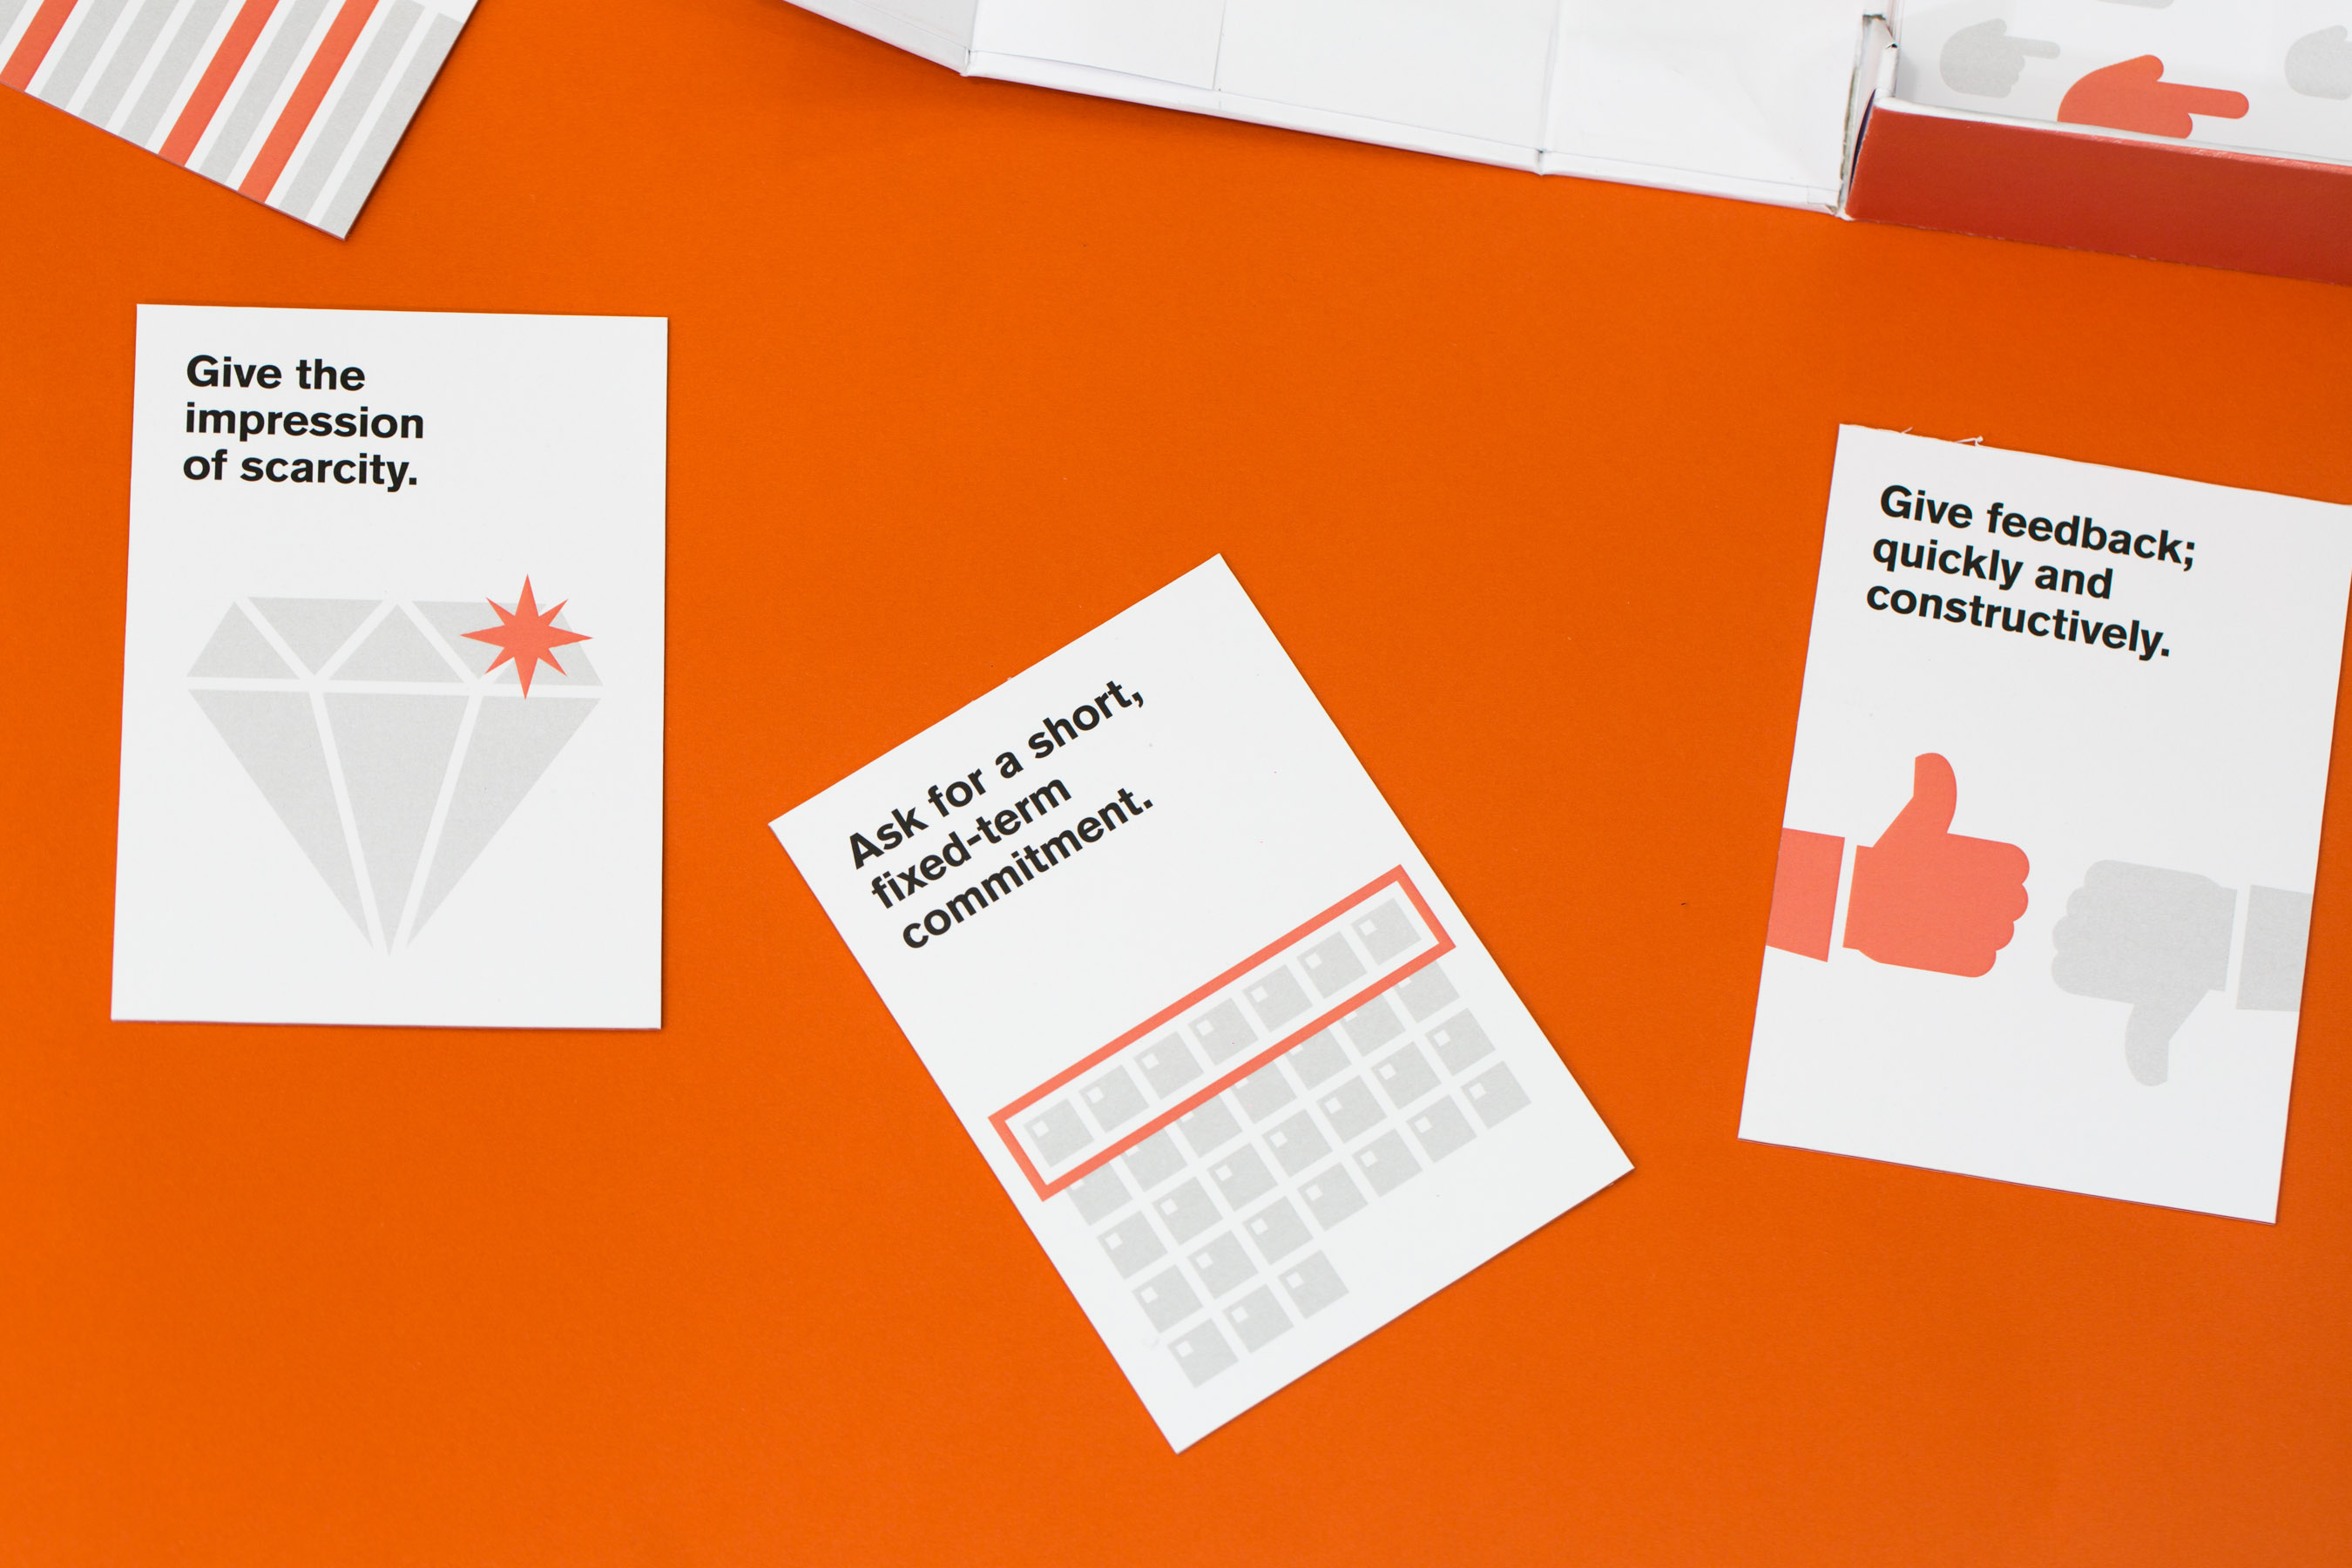 Give the
impression
of scarcity.
Ask for a short,
fixed-term
commitment.
Give feedback;
quickly and
constructively.